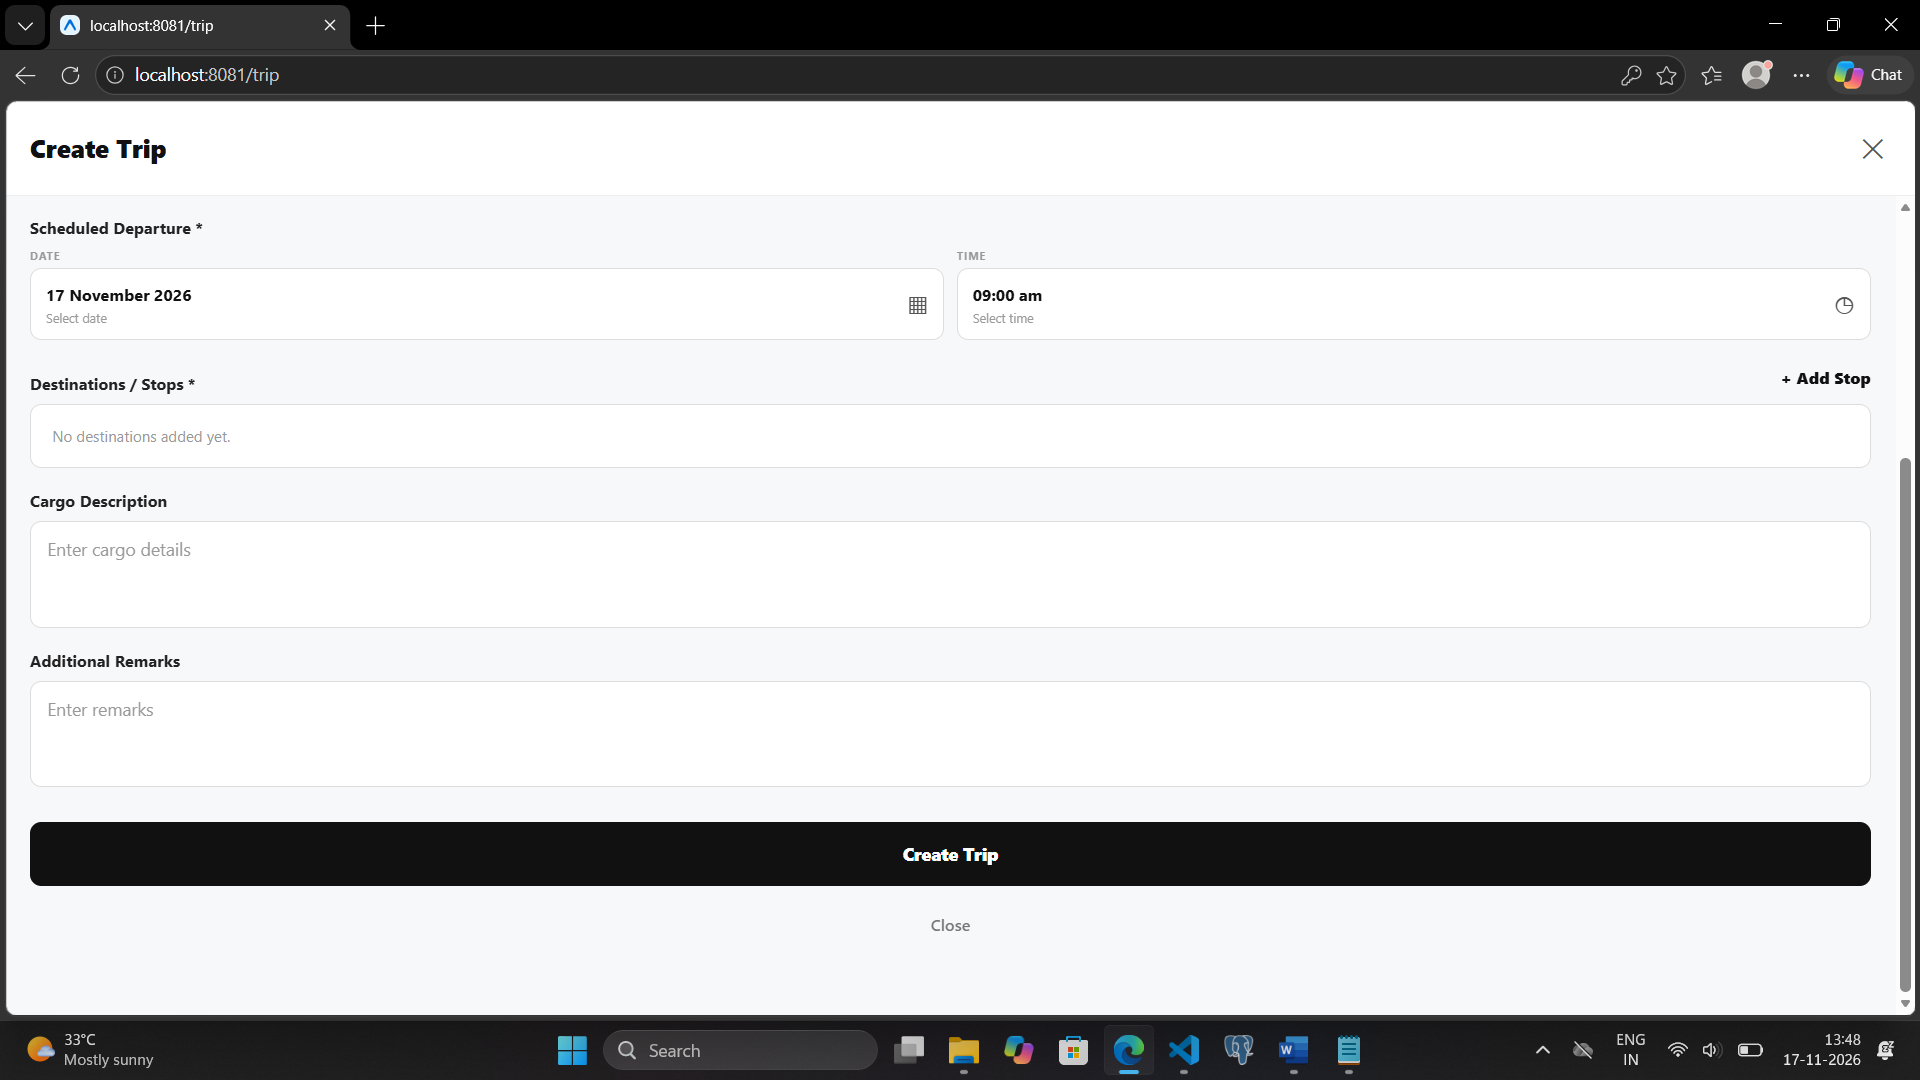 localhost:8081/trip
localhost:8081/trip
Chat
Create Trip
Scheduled Departure *
DATE
TIME
17 November 2026
Select date
09:00 am
Select time
Destinations / Stops *
+ Add Stop
No destinations added yet.
Cargo Description
Enter cargo details
Additional Remarks
Enter remarks
Create Trip
Close
33°C
Mostly sunny
Search
W
ENG
IN
13:48
17-11-2026